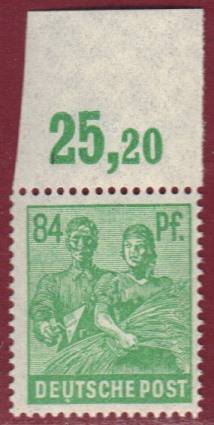 25,20
84 Pf.
DEUTSCHE POST